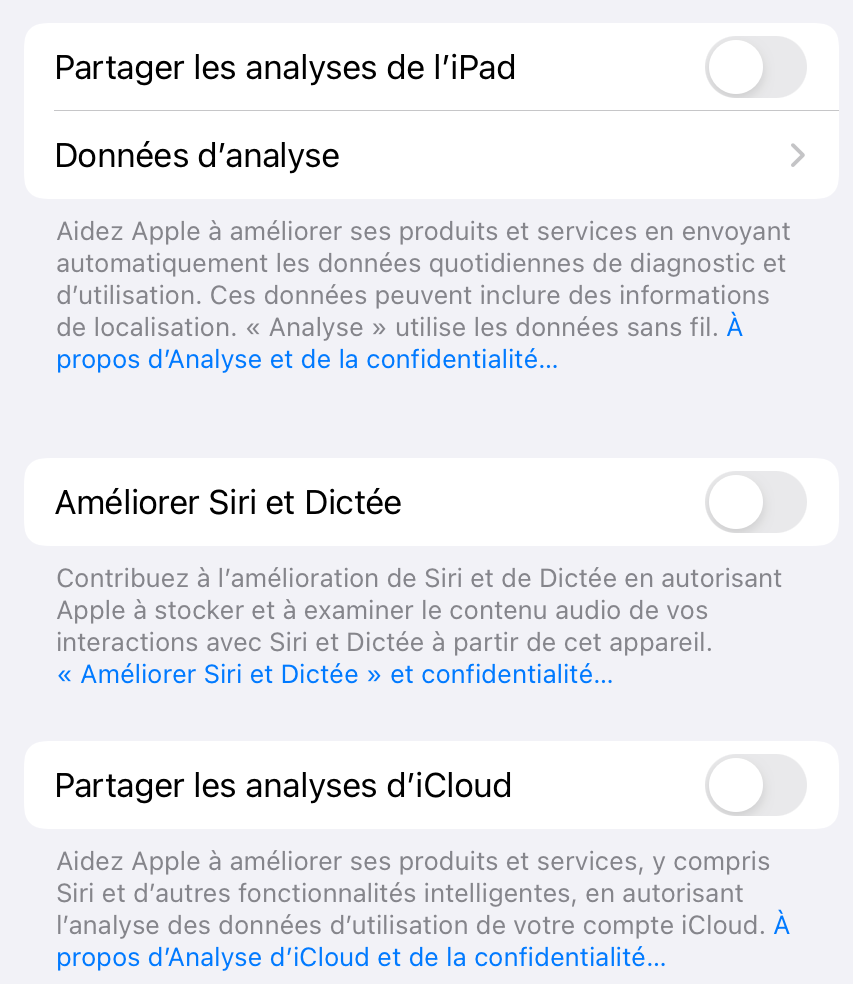 Partager les analyses de l’iPad
Données d’analyse
Aidez Apple à améliorer ses produits et services en envoyant
automatiquement les données quotidiennes de diagnostic et
d’utilisation. Ces données peuvent inclure des informations
de localisation. « Analyse » utilise les données sans fil. À
propos d’Analyse et de la confidentialité…
Améliorer Siri et Dictée
Contribuez à l’amélioration de Siri et de Dictée en autorisant
Apple à stocker et à examiner le contenu audio de vos
interactions avec Siri et Dictée à partir de cet appareil.
« Améliorer Siri et Dictée » et confidentialité…
Partager les analyses d’iCloud
Aidez Apple à améliorer ses produits et services, y compris
Siri et d’autres fonctionnalités intelligentes, en autorisant
l’analyse des données d’utilisation de votre compte iCloud. À
propos d’Analyse d’iCloud et de la confidentialité…